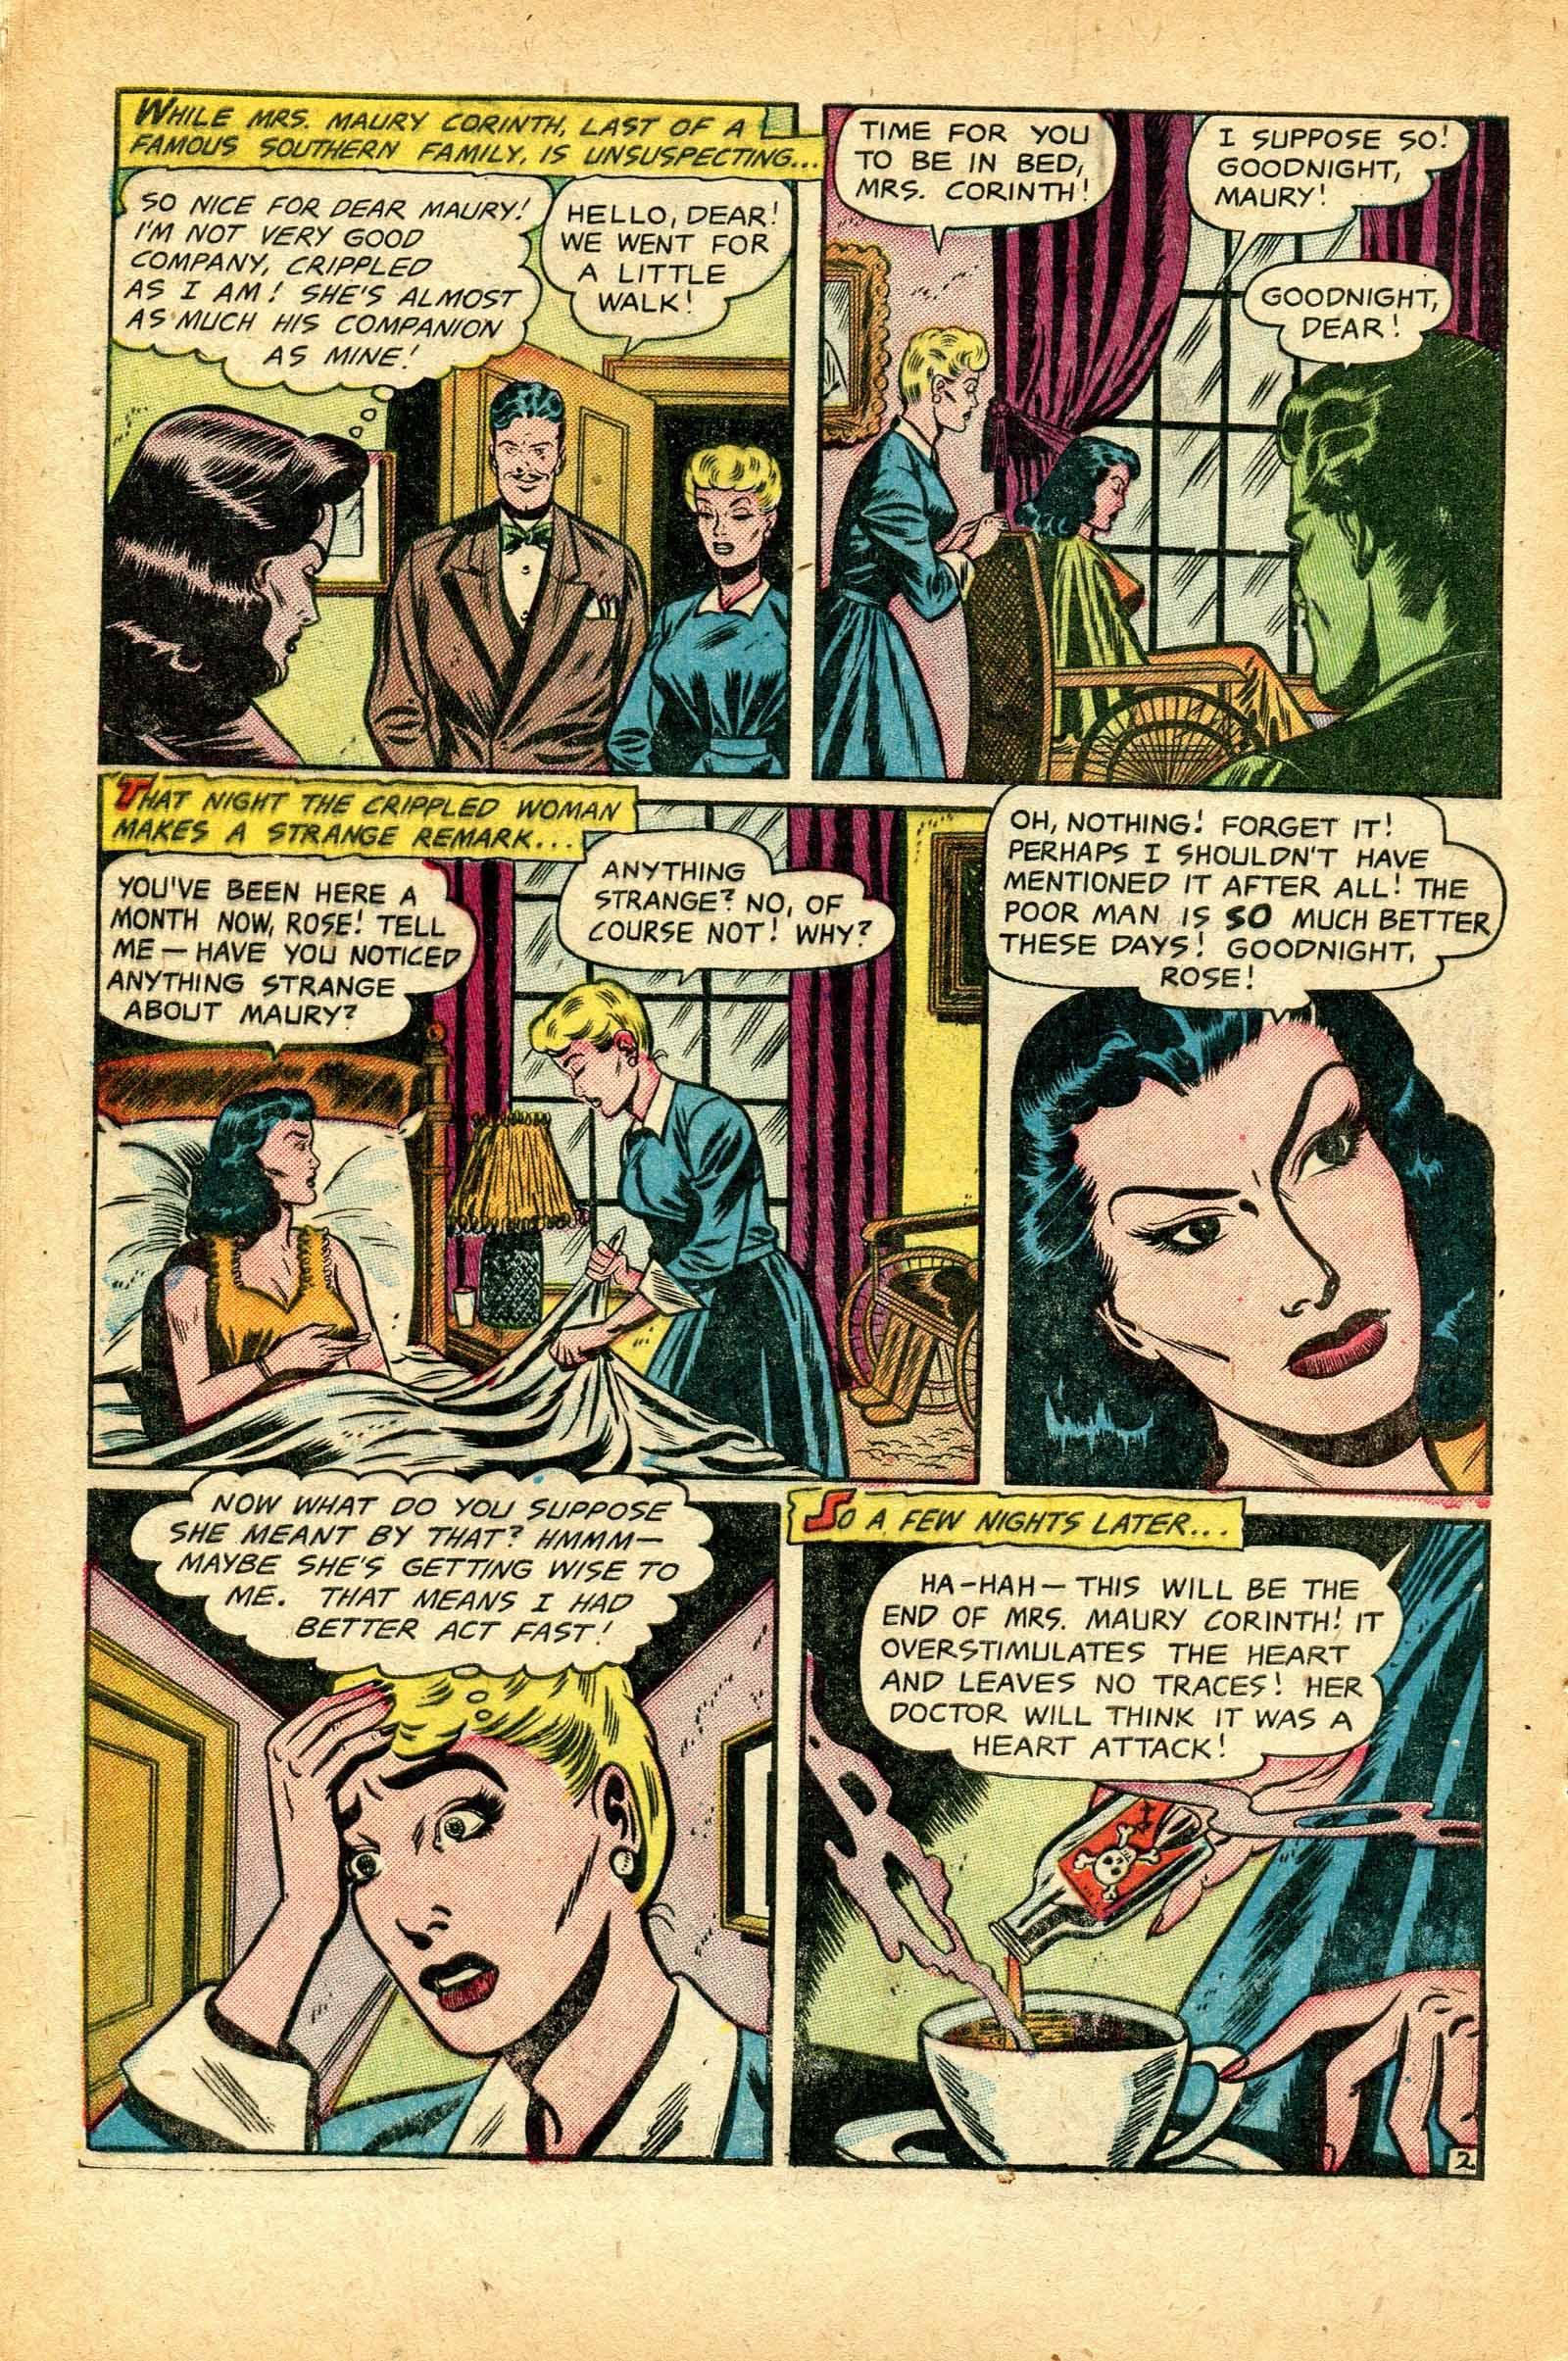 WHILE MRS. MAURY CORINTH, LAST OF A
FAMOUS SOUTHERN FAMILY, IS UNSUSPECTING...
SO NICE FOR DEAR MAURY!
I'M NOT VERY GOOD
COMPANY, CRIPPLED
AS I AM! SHE'S ALMOST
AS MUCH HIS COMPANION
AS MINE!
HELLO, DEAR!
WE WENT FOR
A LITTLE
WALK!
TIME FOR YOU
TO BE IN BED,
MRS. CORINTH!
I SUPPOSE SO!
GOODNIGHT,
MAURY!
GOODNIGHT,
DEAR!
THAT NIGHT THE CRIPPLED WOMAN
MAKES A STRANGE REMARK...
YOU'VE BEEN HERE A
MONTH NOW, ROSE! TELL
ME — HAVE YOU NOTICED
ANYTHING STRANGE
ABOUT MAURY?
ANYTHING
STRANGE? NO, OF
COURSE NOT! WHY?
OH, NOTHING! FORGET IT!
PERHAPS I SHOULDN'T HAVE
MENTIONED IT AFTER ALL! THE
POOR MAN IS SO MUCH BETTER
THESE DAYS! GOODNIGHT,
ROSE!
NOW WHAT DO YOU SUPPOSE
SHE MEANT BY THAT? HMMM—
MAYBE SHE'S GETTING WISE TO
ME. THAT MEANS I HAD
BETTER ACT FAST!
SO A FEW NIGHTS LATER...
HA-HAH — THIS WILL BE THE
END OF MRS. MAURY CORINTH! IT
OVERSTIMULATES THE HEART
AND LEAVES NO TRACES! HER
DOCTOR WILL THINK IT WAS A
HEART ATTACK!
2